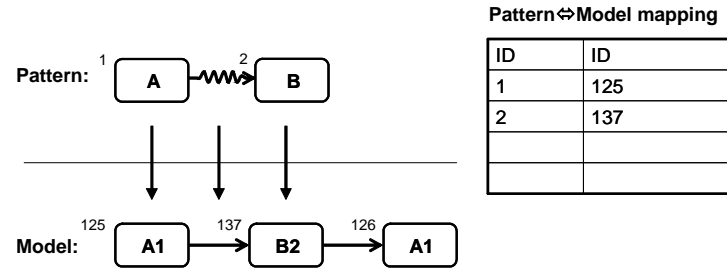 Pattern⇔Model mapping
ID ID
1 125
2 137
Pattern: 1 A 2 B
Model: 125 A1 137 B2 126 A1